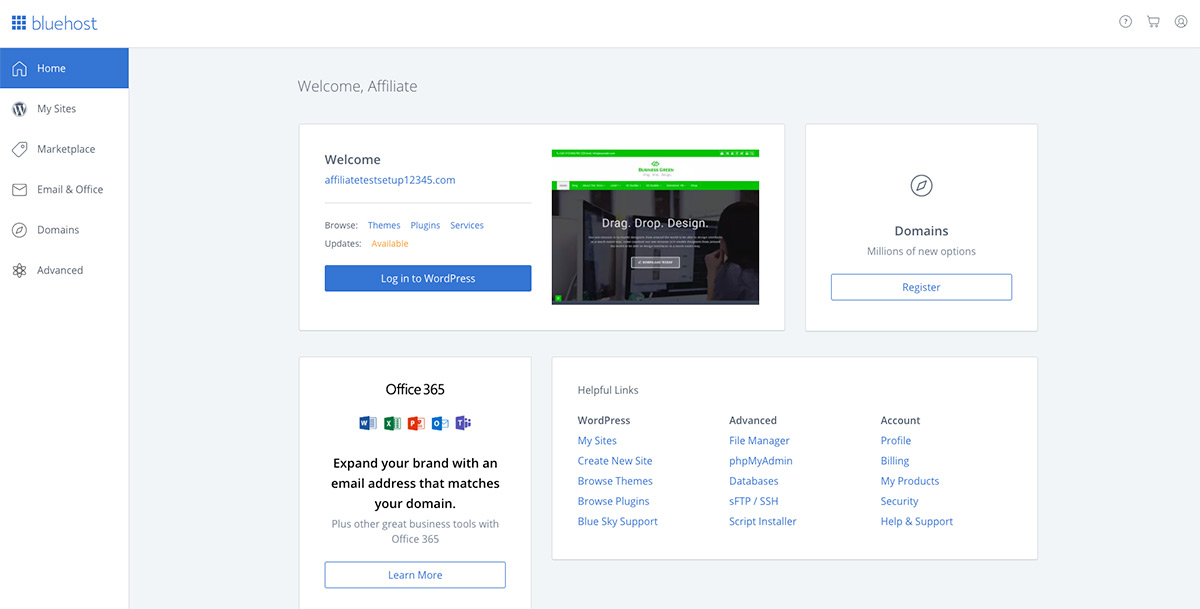 bluehost
Home
My Sites
Marketplace
Email & Office
Domains
Advanced
Welcome, Affiliate
Welcome
affiliatetestsetup12345.com
Browse: Themes Plugins Services
Updates: Available
Log in to WordPress
BUSINESS GREEN
Drag. Drop. Design.
Domains
Millions of new options
Register
Office 365
Expand your brand with an
email address that matches
your domain.
Plus other great business tools with
Office 365
Learn More
Helpful Links
WordPress
My Sites
Create New Site
Browse Themes
Browse Plugins
Blue Sky Support
Advanced
File Manager
phpMyAdmin
Databases
sFTP / SSH
Script Installer
Account
Profile
Billing
My Products
Security
Help & Support